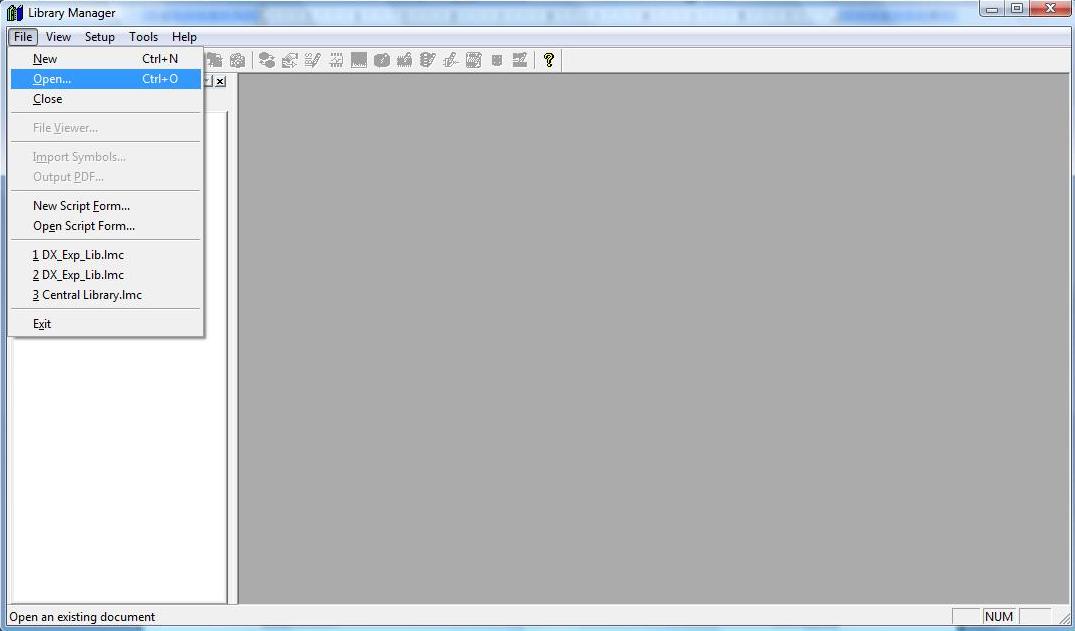 Library Manager
File View Setup Tools Help
New Ctrl+N
Open... Ctrl+O
Close
File Viewer...
Import Symbols...
Output PDF...
New Script Form...
Open Script Form...
1 DX_Exp_Lib.lmc
2 DX_Exp_Lib.lmc
3 Central Library.lmc
Exit
Open an existing document NUM